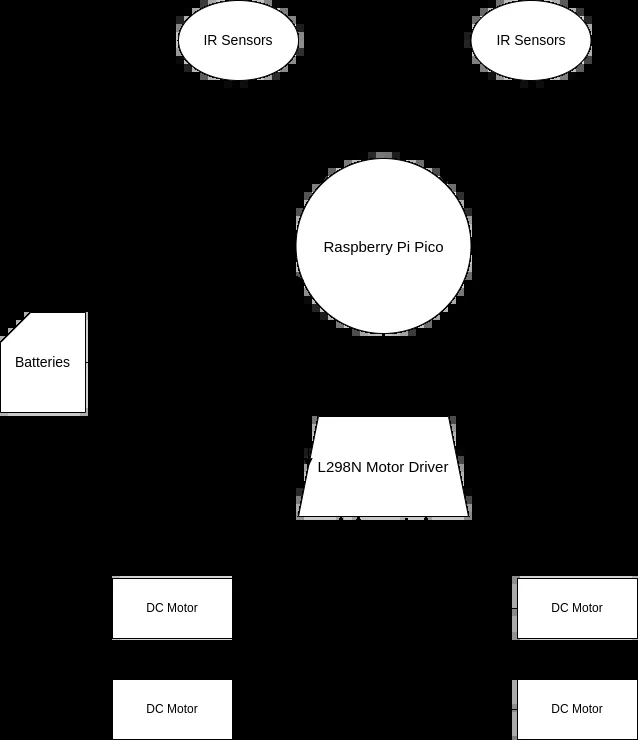 IR Sensors
IR Sensors
Raspberry Pi Pico
Batteries
L298N Motor Driver
DC Motor
DC Motor
DC Motor
DC Motor